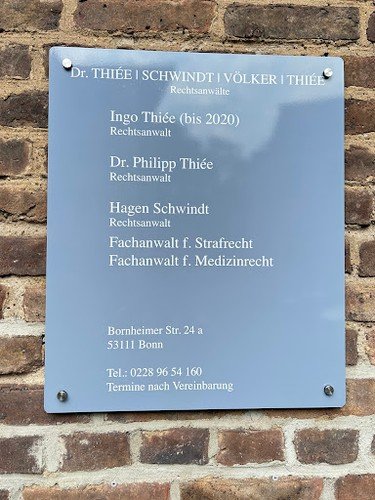 Dr. THIÉE | SCHWINDT | VÖLKER | THIÉE
Rechtsanwälte
Ingo Thiée (bis 2020)
Rechtsanwalt
Dr. Philipp Thiée
Rechtsanwalt
Hagen Schwindt
Rechtsanwalt
Fachanwalt f. Strafrecht
Fachanwalt f. Medizinrecht
Bornheimer Str. 24 a
53111 Bonn
Tel.: 0228 96 54 160
Termine nach Vereinbarung